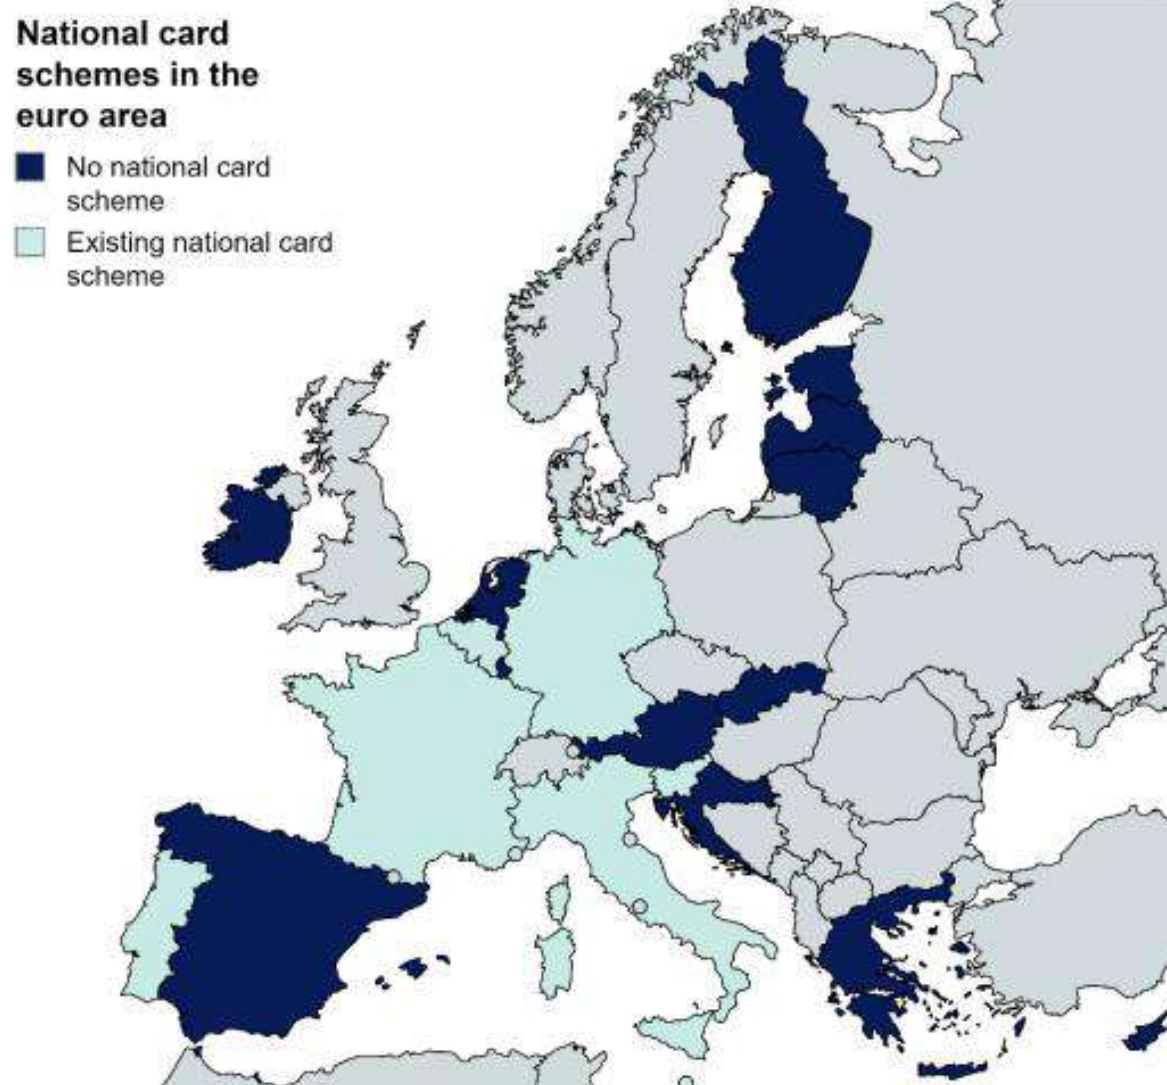 National card
schemes in the
euro area
No national card
scheme
Existing national card
scheme